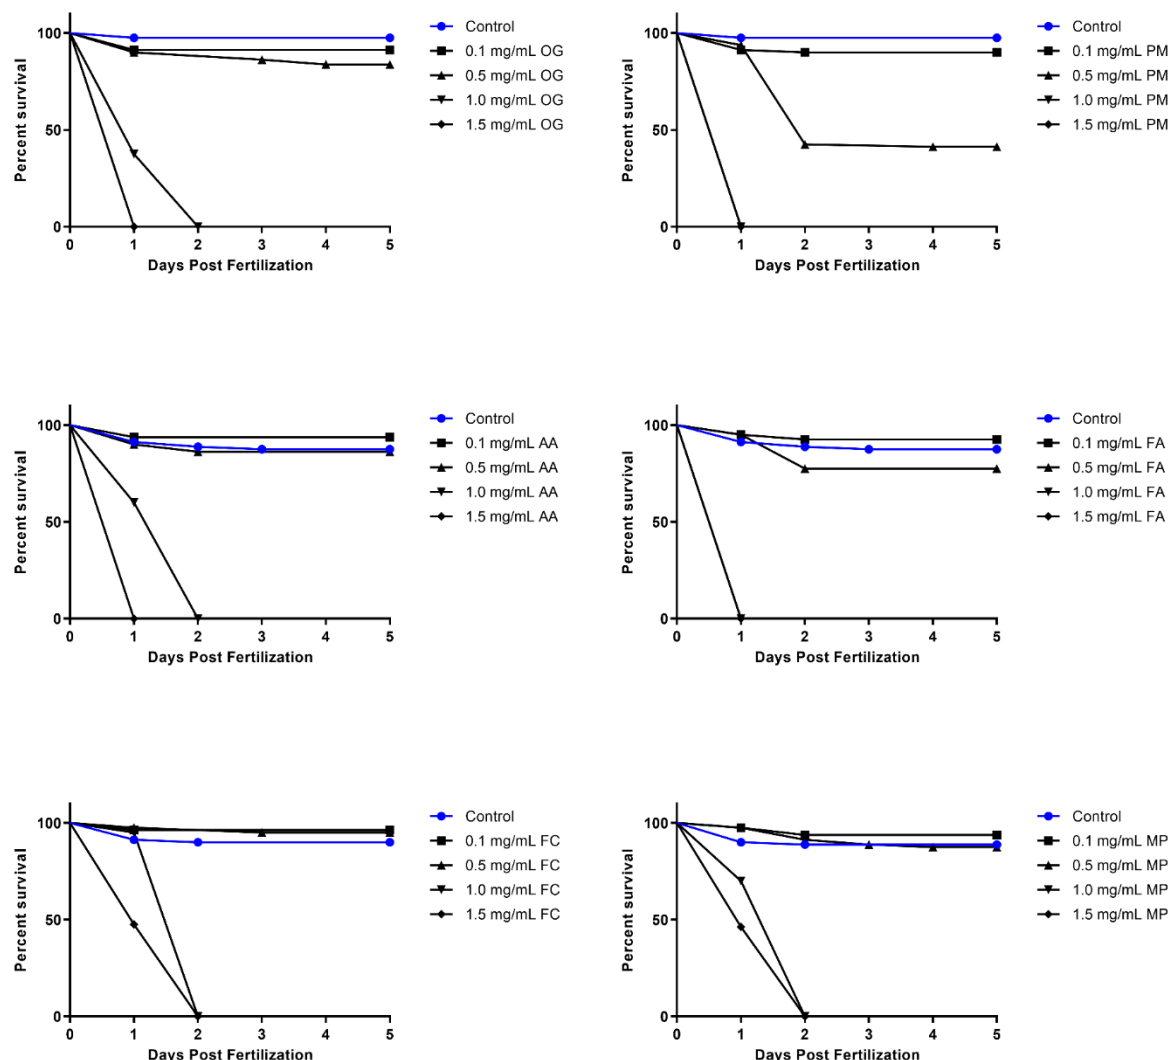 Percent survival
100
50
0
0 1 2 3 4 5
Days Post Fertilization
Control
0.1 mg/mL OG
0.5 mg/mL OG
1.0 mg/mL OG
1.5 mg/mL OG
Percent survival
100
50
0
0 1 2 3 4 5
Days Post Fertilization
Control
0.1 mg/mL PM
0.5 mg/mL PM
1.0 mg/mL PM
1.5 mg/mL PM
Percent survival
100
50
0
0 1 2 3 4 5
Days Post Fertilization
Control
0.1 mg/mL AA
0.5 mg/mL AA
1.0 mg/mL AA
1.5 mg/mL AA
Percent survival
100
50
0
0 1 2 3 4 5
Days Post Fertilization
Control
0.1 mg/mL FA
0.5 mg/mL FA
1.0 mg/mL FA
1.5 mg/mL FA
Percent survival
100
50
0
0 1 2 3 4 5
Days Post Fertilization
Control
0.1 mg/mL FC
0.5 mg/mL FC
1.0 mg/mL FC
1.5 mg/mL FC
Percent survival
100
50
0
0 1 2 3 4 5
Days Post Fertilization
Control
0.1 mg/mL MP
0.5 mg/mL MP
1.0 mg/mL MP
1.5 mg/mL MP